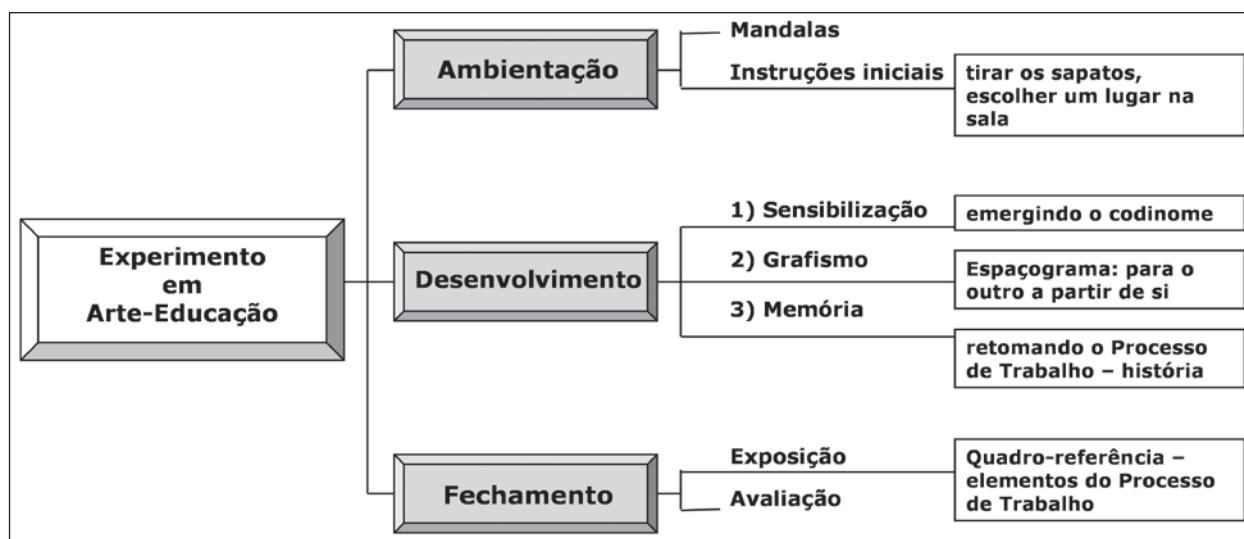 Experimento
em
Arte-Educação
Ambientação
Mandalas
Instruções iniciais
tirar os sapatos,
escolher um lugar na
sala
Desenvolvimento
1) Sensibilização
emergindo o codinome
2) Grafismo
Espaçograma: para o
outro a partir de si
3) Memória
retomando o Processo
de Trabalho – história
Fechamento
Exposição
Quadro-referência –
elementos do Processo
de Trabalho
Avaliação